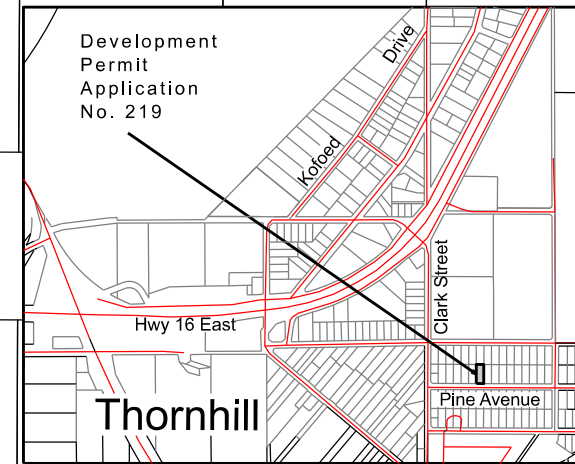 Development
Permit
Application
No. 219
Kofoed Drive
Clark Street
Hwy 16 East
Pine Avenue
Thornhill